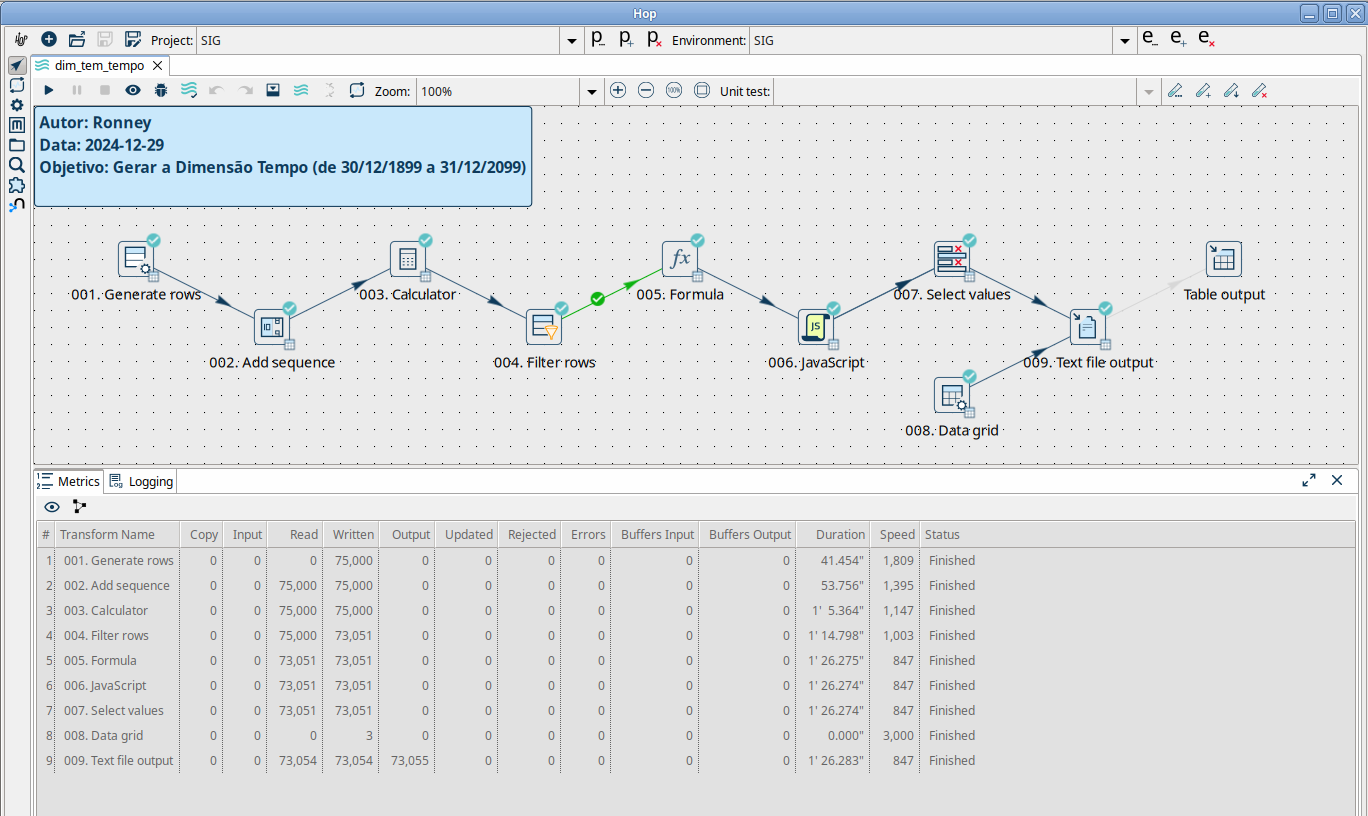 Hop
Project: SIG Environment: SIG
dim_tem_tempo
Zoom: 100% 100% Unit test:
Autor: Ronney
Data: 2024-12-29
Objetivo: Gerar a Dimensão Tempo (de 30/12/1899 a 31/12/2099)
001. Generate rows
002. Add sequence
003. Calculator
004. Filter rows
fx
005. Formula
JS
006. JavaScript
007. Select values
008. Data grid
009. Text file output
Table output
Metrics Logging
# Transform Name Copy Input Read Written Output Updated Rejected Errors Buffers Input Buffers Output Duration Speed Status
1 001. Generate rows 0 0 0 75,000 0 0 0 0 0 0 41.454" 1,809 Finished
2 002. Add sequence 0 0 75,000 75,000 0 0 0 0 0 0 53.756" 1,395 Finished
3 003. Calculator 0 0 75,000 75,000 0 0 0 0 0 0 1' 5.364" 1,147 Finished
4 004. Filter rows 0 0 75,000 73,051 0 0 0 0 0 0 1' 14.798" 1,003 Finished
5 005. Formula 0 0 73,051 73,051 0 0 0 0 0 0 1' 26.275" 847 Finished
6 006. JavaScript 0 0 73,051 73,051 0 0 0 0 0 0 1' 26.274" 847 Finished
7 007. Select values 0 0 73,051 73,051 0 0 0 0 0 0 1' 26.274" 847 Finished
8 008. Data grid 0 0 0 3 0 0 0 0 0 0 0.000" 3,000 Finished
9 009. Text file output 0 0 73,054 73,054 73,055 0 0 0 0 0 1' 26.283" 847 Finished